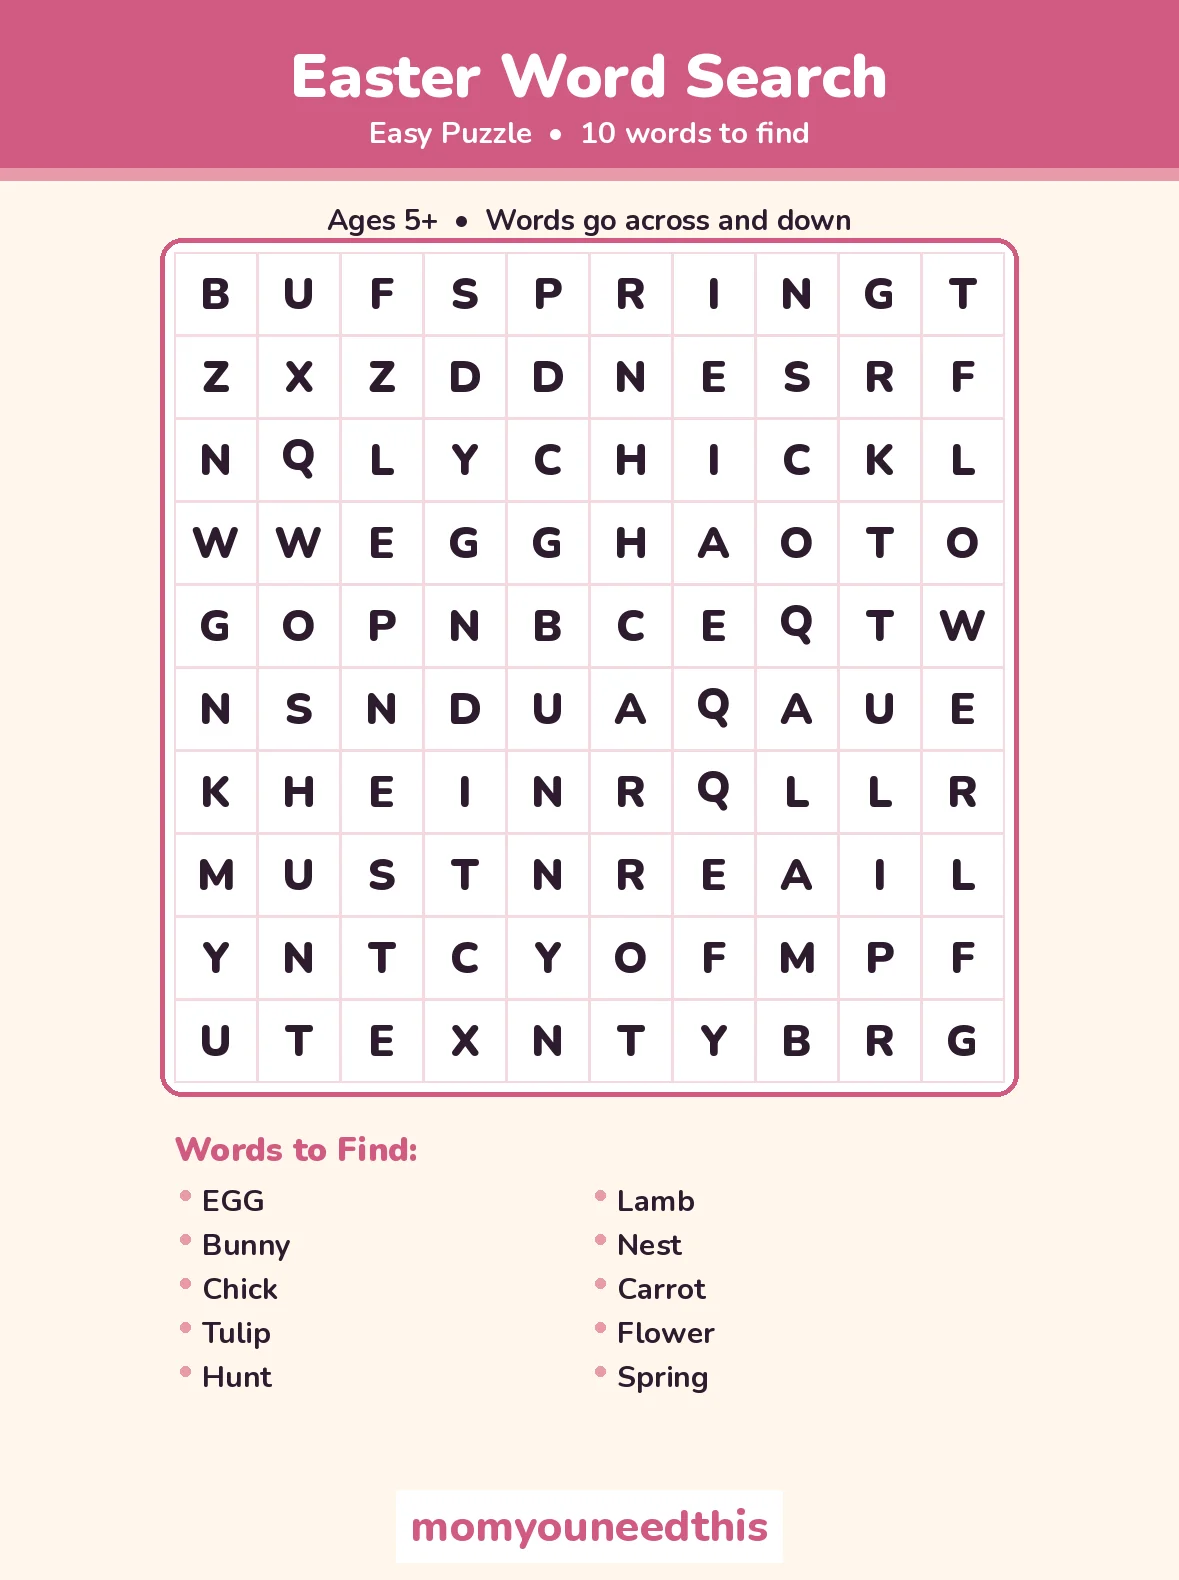 Easter Word Search
Easy Puzzle • 10 words to find
Ages 5+ • Words go across and down
B U F S P R I N G T
Z X Z D D N E S R F
N Q L Y C H I C K L
W W E G G H A O T O
G O P N B C E Q T W
N S N D U A Q A U E
K H E I N R Q L L R
M U S T N R E A I L
Y N T C Y O F M P F
U T E X N T Y B R G
Words to Find:
• EGG
• Bunny
• Chick
• Tulip
• Hunt
• Lamb
• Nest
• Carrot
• Flower
• Spring
momyouneedthis